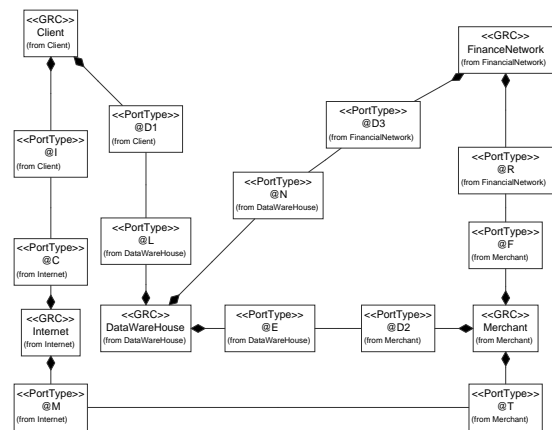 <<GRC>>
Client
(from Client)
<<GRC>>
FinanceNetwork
(from FinancialNetwork)
<<PortType>>
@D1
(from Client)
<<PortType>>
@D3
(from FinancialNetwork)
<<PortType>>
@I
(from Client)
<<PortType>>
@R
(from FinancialNetwork)
<<PortType>>
@N
(from DataWareHouse)
<<PortType>>
@L
(from DataWareHouse)
<<PortType>>
@F
(from Merchant)
<<PortType>>
@C
(from Internet)
<<GRC>>
Internet
(from Internet)
<<GRC>>
DataWareHouse
(from DataWareHouse)
<<PortType>>
@E
(from DataWareHouse)
<<PortType>>
@D2
(from Merchant)
<<GRC>>
Merchant
(from Merchant)
<<PortType>>
@M
(from Internet)
<<PortType>>
@T
(from Merchant)